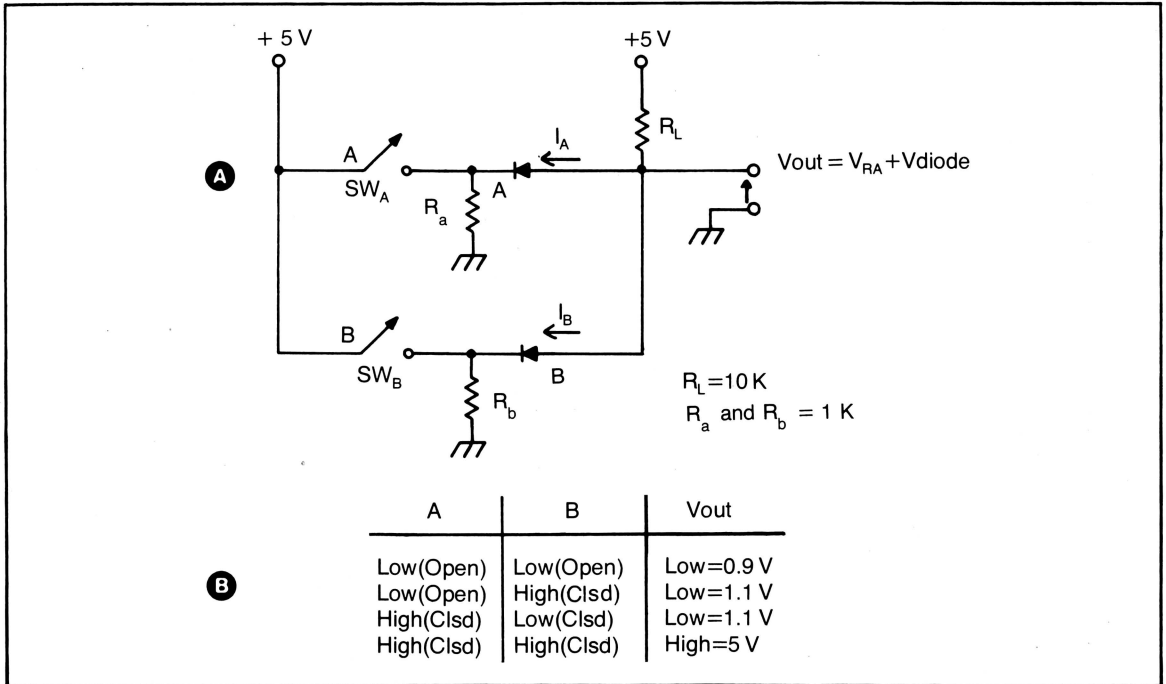 + 5 V
+5 V
A
A
SW_A
R_a
A
I_A
R_L
Vout = V_RA+Vdiode
B
SW_B
R_b
B
I_B
R_L=10 K
R_a and R_b = 1 K
B
A B Vout
Low(Open) Low(Open) Low=0.9 V
Low(Open) High(Clsd) Low=1.1 V
High(Clsd) Low(Clsd) Low=1.1 V
High(Clsd) High(Clsd) High=5 V